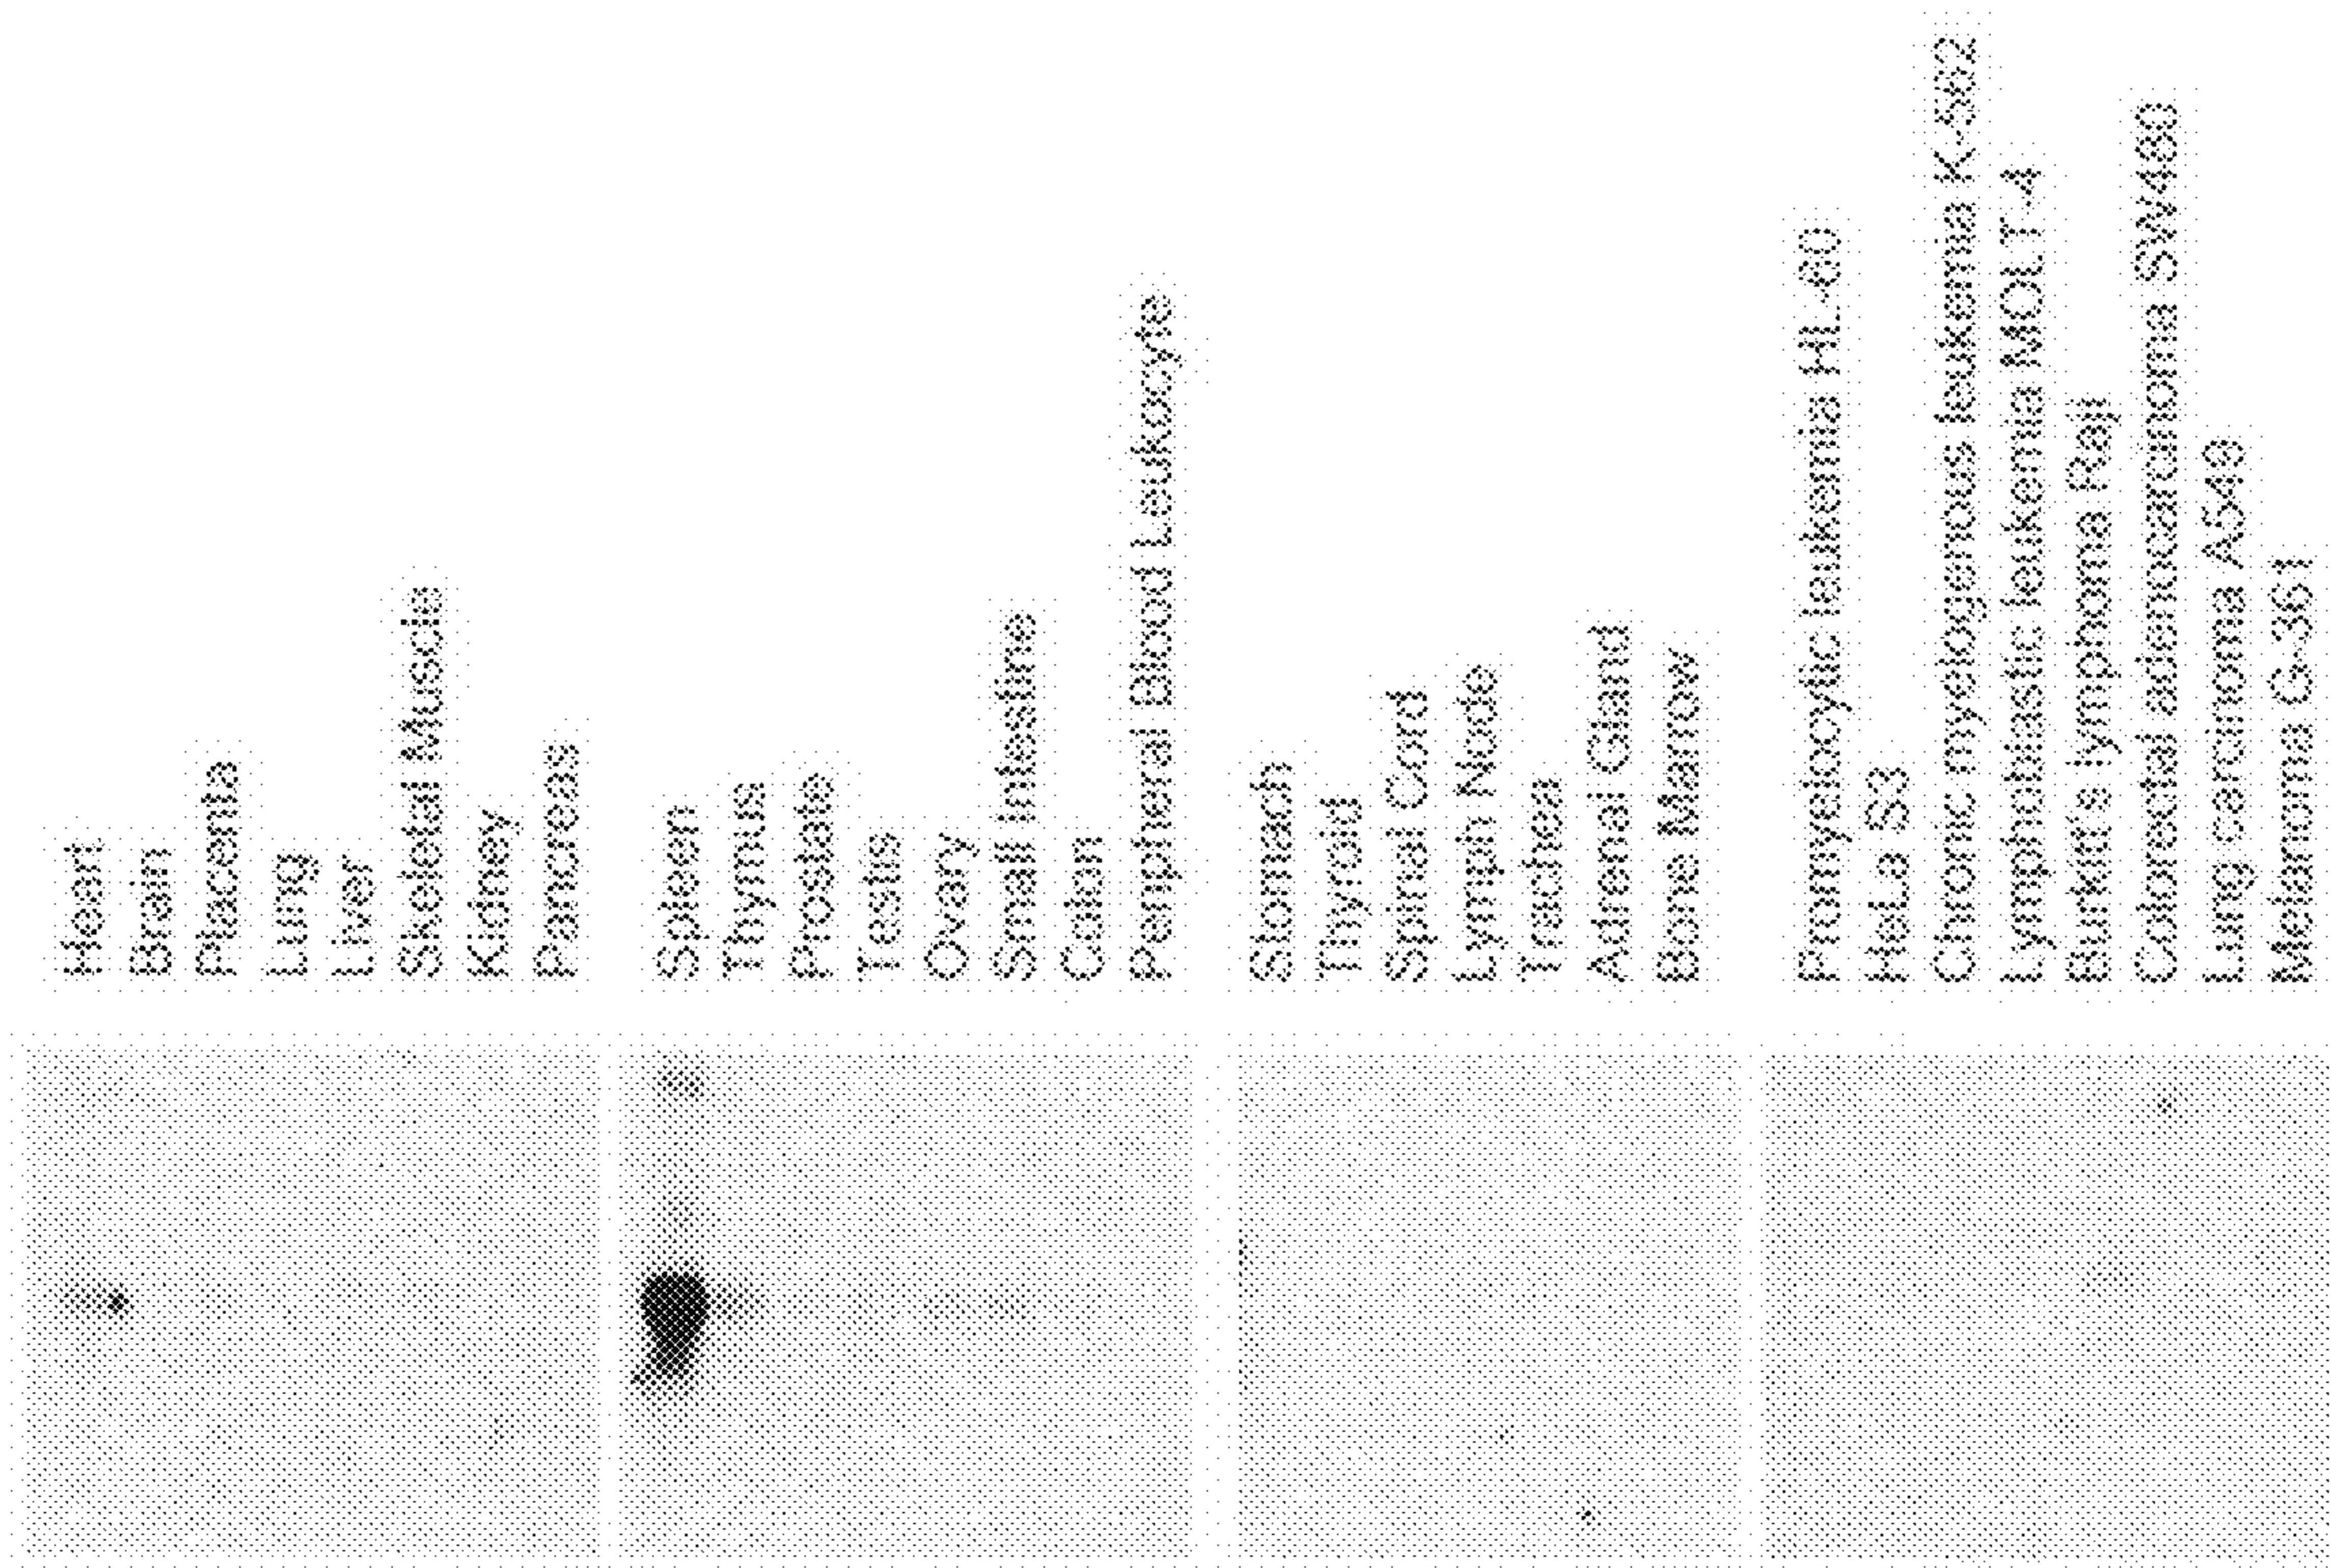 Heart
Brain
Placenta
Lung
Liver
Skeletal Muscle
Kidney
Pancreas
Spleen
Thymus
Prostate
Testis
Ovary
Small Intestine
Colon
Peripheral Blood Leukocyte
Stomach
Thyroid
Spinal Cord
Lymph Node
Trachea
Adrenal Gland
Bone Marrow
Promyelocytic leukemia HL-60
HeLa S3
Chronic myelogenous leukemia K-562
Lymphoblastic leukemia MOLT-4
Burkitt's lymphoma Raji
Colorectal adenocarcinoma SW480
Lung carcinoma A549
Melanoma G-361